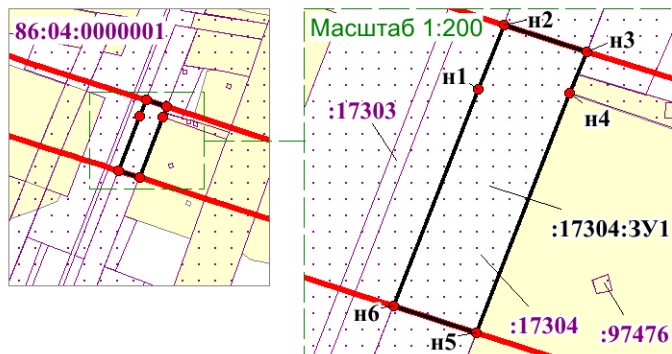 86:04:0000001
Масштаб 1:200
н2
н3
н1
н4
:17303
:17304:ЗУ1
н6
н5
:17304
:97476